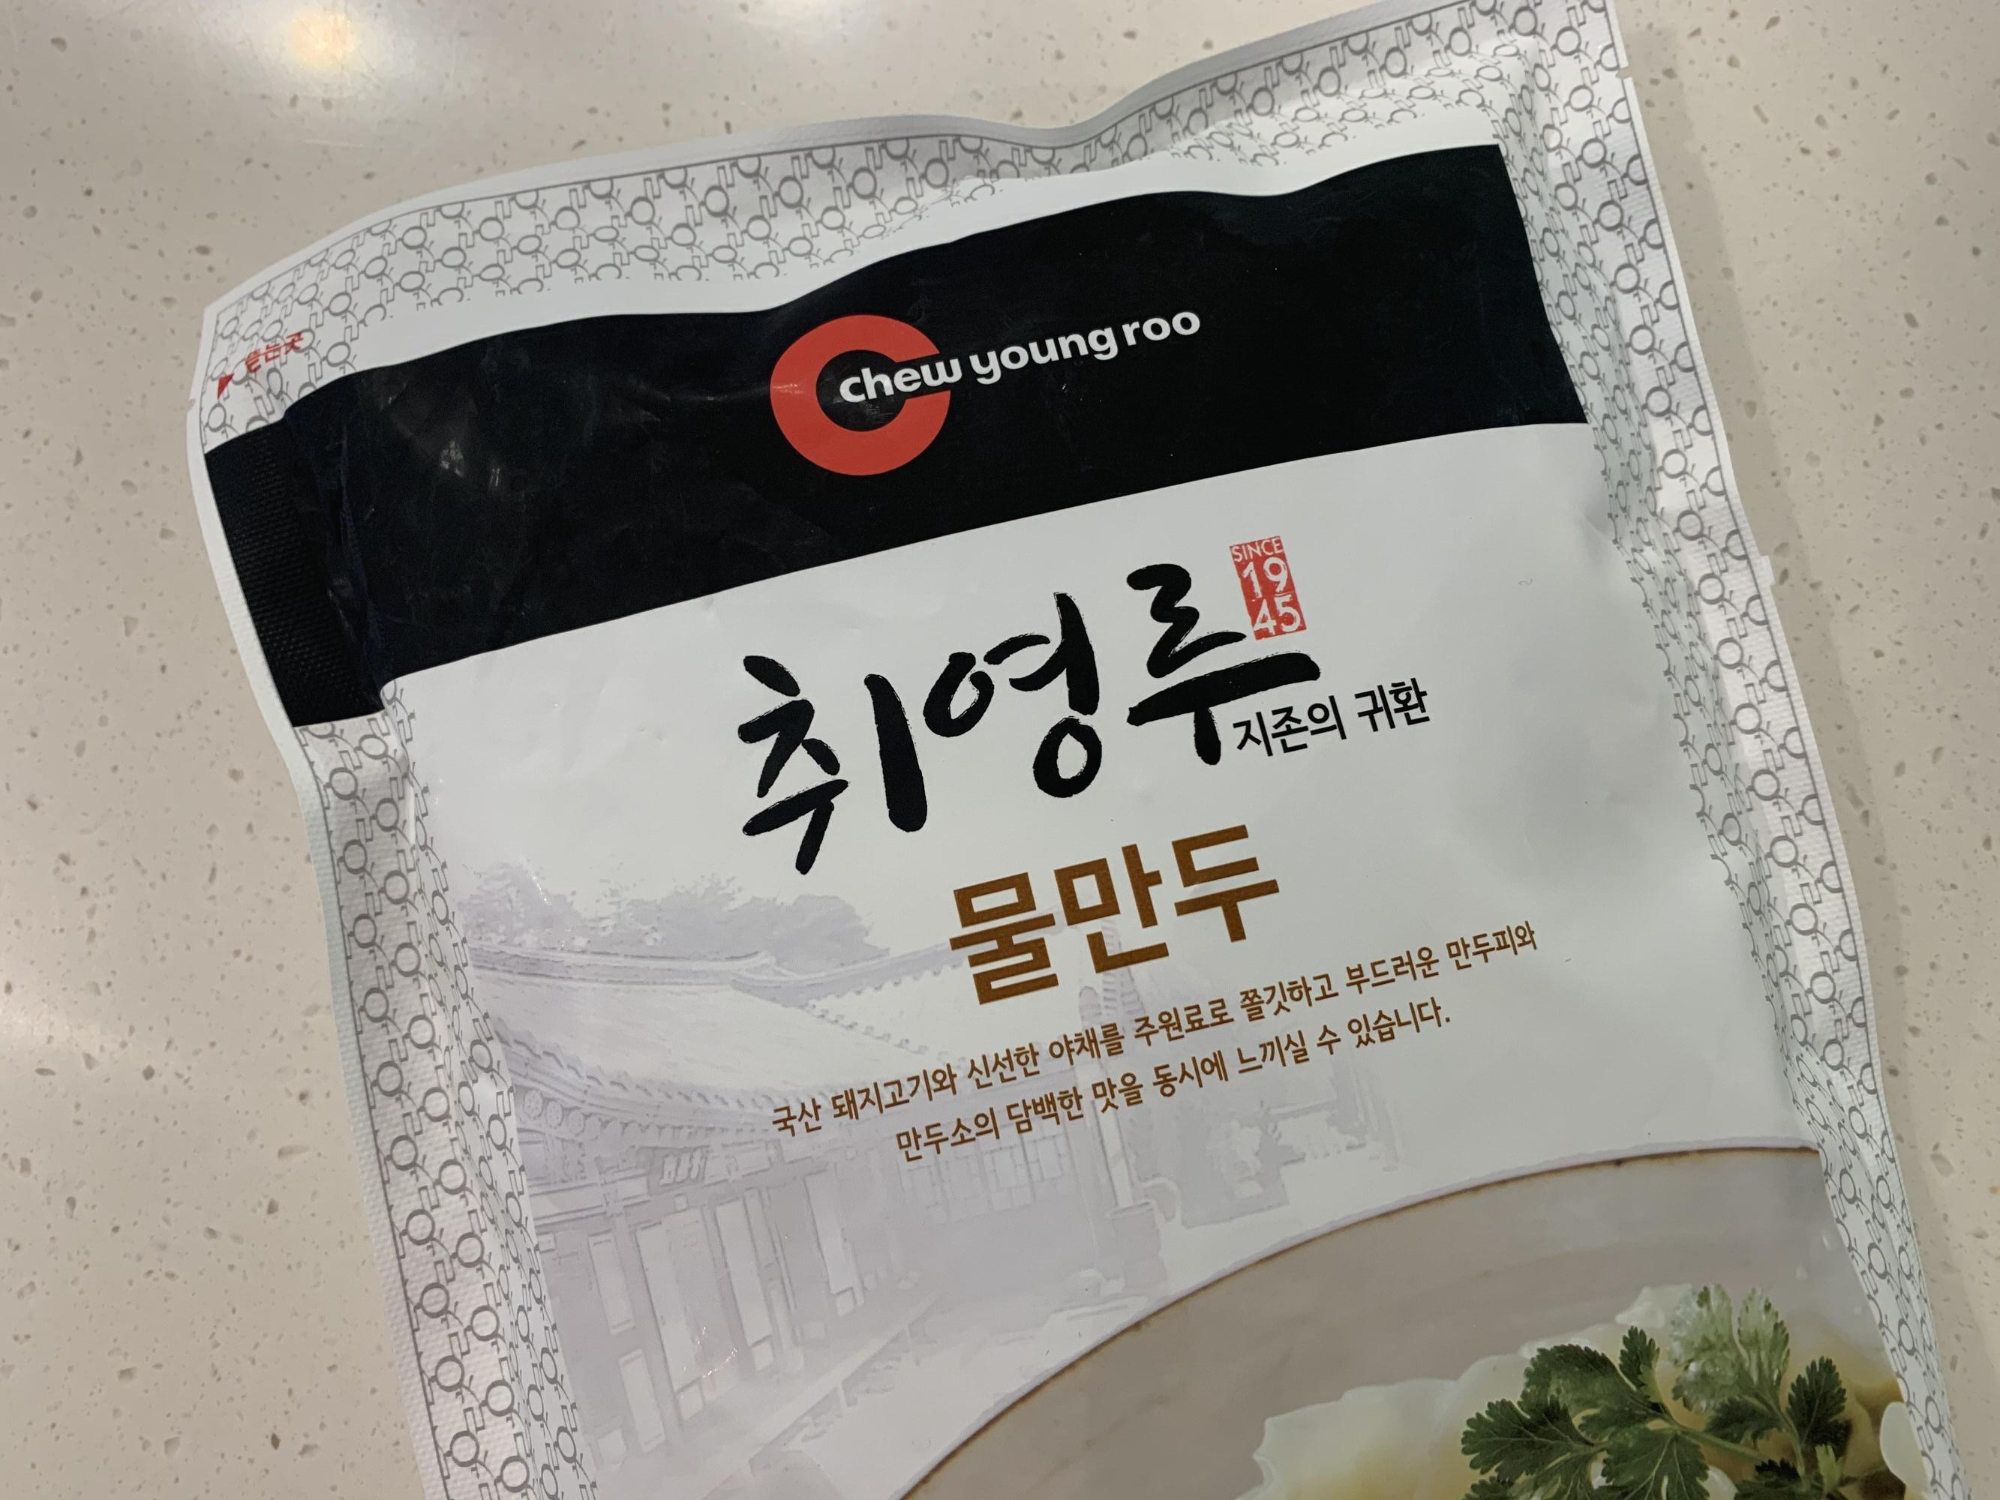 뜯는곳
chew young roo
SINCE
19
45
취영루
지존의 귀환
물만두
국산 돼지고기와 신선한 야채를 주원료로 쫄깃하고 부드러운 만두피와
만두소의 담백한 맛을 동시에 느끼실 수 있습니다.